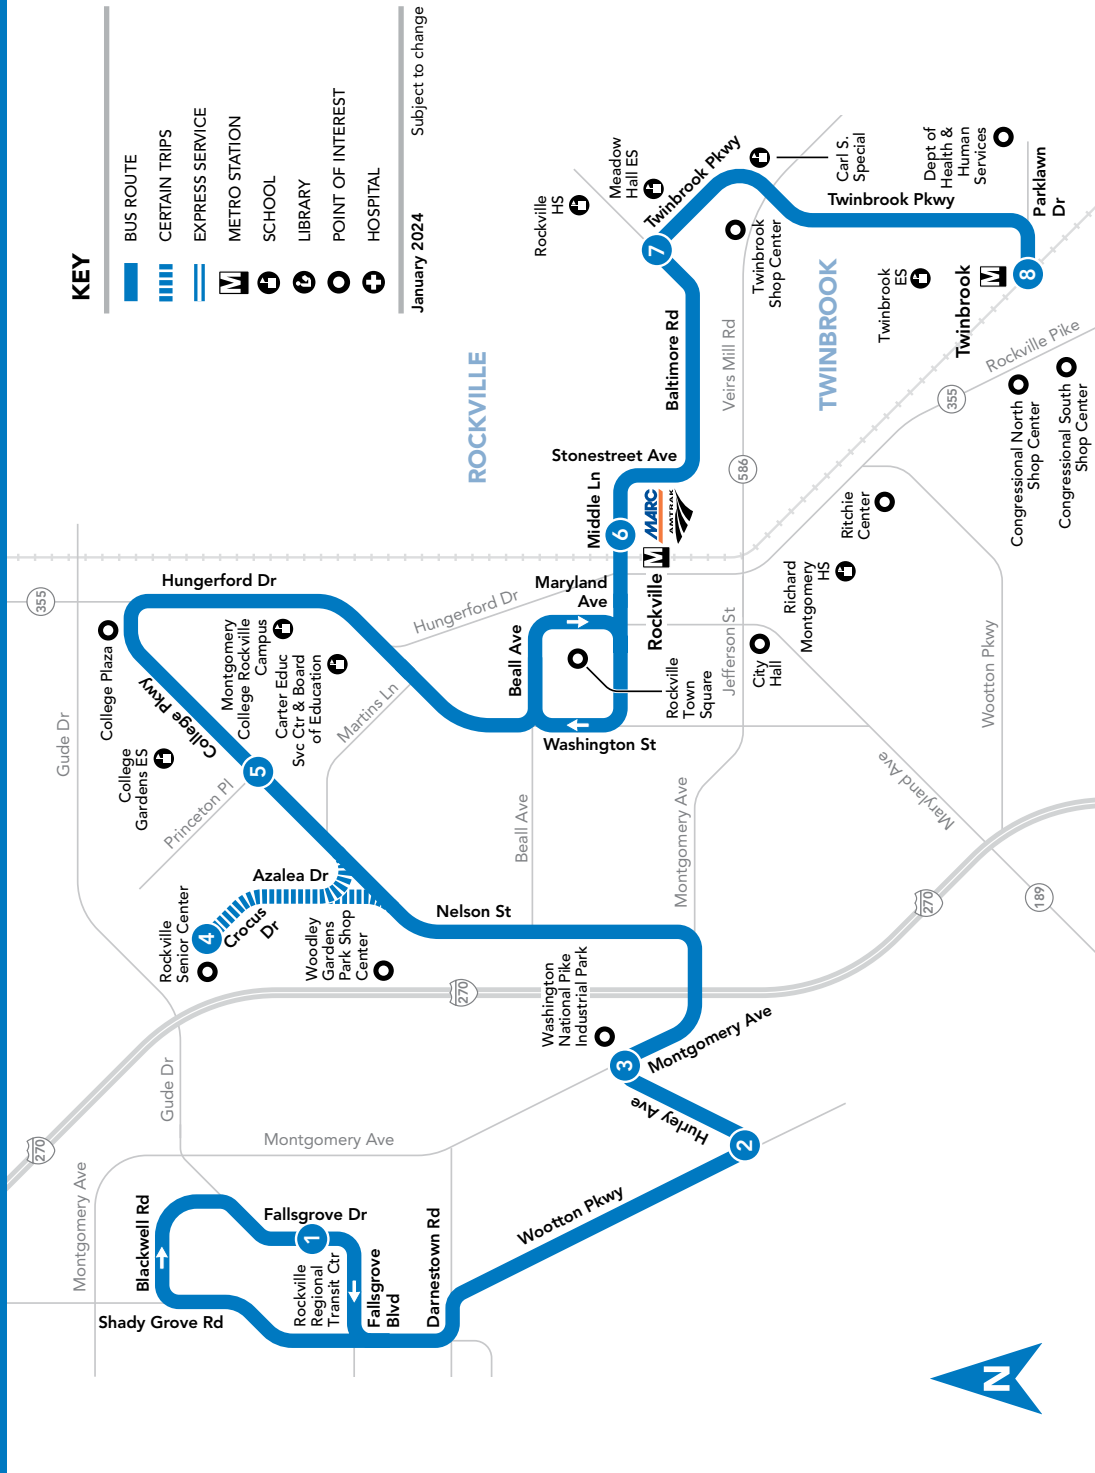 KEY
BUS ROUTE
CERTAIN TRIPS
EXPRESS SERVICE
METRO STATION
SCHOOL
LIBRARY
POINT OF INTEREST
HOSPITAL
M
January 2024
Subject to change
ROCKVILLE
TWINBROOK
Montgomery Ave
Shady Grove Rd
Blackwell Rd
Fallsgrove Dr
1
Rockville
Regional
Transit Ctr
Fallsgrove
Blvd
Darnestown Rd
Wootton Pkwy
2
Hurley Ave
3
Montgomery Ave
Montgomery Ave
Gude Dr
270
Washington
National Pike
Industrial Park
270
Rockville
Senior Center
4
Crocus
Dr
Azalea Dr
Woodley
Gardens
Park Shop
Center
Nelson St
Gude Dr
Princeton Pl
5
College
Gardens ES
College Pkwy
College Plaza
355
Hungerford Dr
Montgomery
College Rockville
Campus
Carter Educ
Svc Ctr & Board
of Education
Martins Ln
Hungerford Dr
Beall Ave
Beall Ave
Maryland
Ave
Washington St
Rockville
Town
Square
Montgomery Ave
Jefferson St
City
Hall
Richard
Montgomery
HS
Ritchie
Center
Maryland Ave
270
189
Wootton Pkwy
Rockville
M
MARC
AMTRAK
6
Middle Ln
Stonestreet Ave
Baltimore Rd
586
Veirs Mill Rd
Rockville
HS
Meadow
Hall ES
7
Twinbrook Pkwy
Twinbrook
Shop Center
Carl S.
Special
Twinbrook Pkwy
Dept of
Health &
Human
Services
Parklawn
Dr
Twinbrook
ES
Twinbrook
M
8
Rockville Pike
355
Congressional North
Shop Center
Congressional South
Shop Center
N